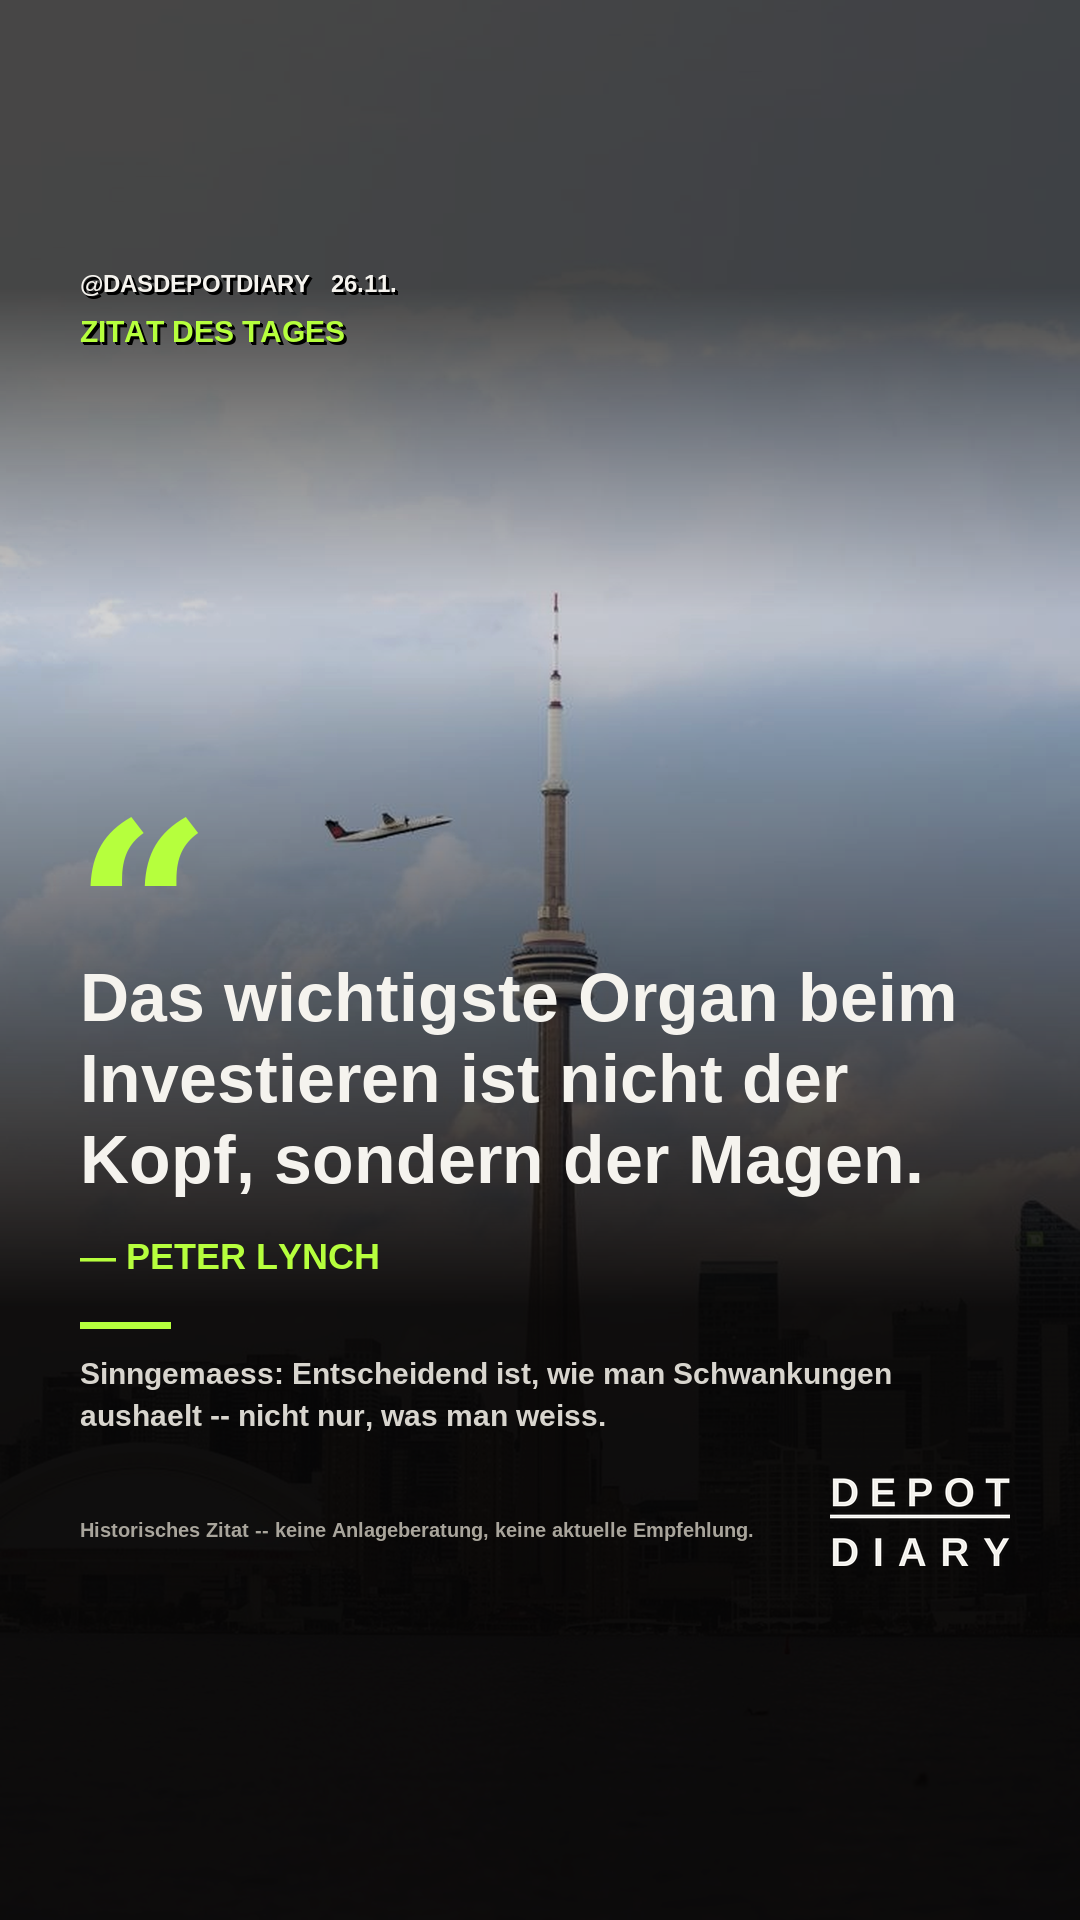 @DASDEPOTDIARY 26.11.
ZITAT DES TAGES
“
Das wichtigste Organ beim
Investieren ist nicht der
Kopf, sondern der Magen.
— PETER LYNCH
Sinngemaess: Entscheidend ist, wie man Schwankungen
aushaelt -- nicht nur, was man weiss.
Historisches Zitat -- keine Anlageberatung, keine aktuelle Empfehlung.
DEPOT
DIARY